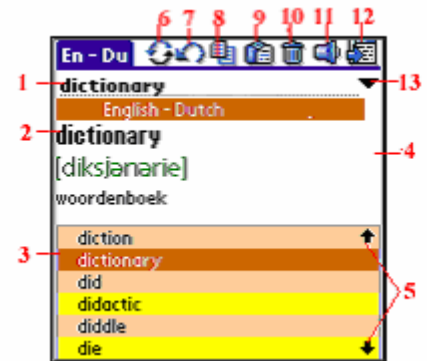 6 7 8 9 10 11 12
En - Du
1 dictionary 13
English - Dutch
2 dictionary 4
[diksjənərie]
woordenboek
diction
3 dictionary
did 5
didactic
diddle
die